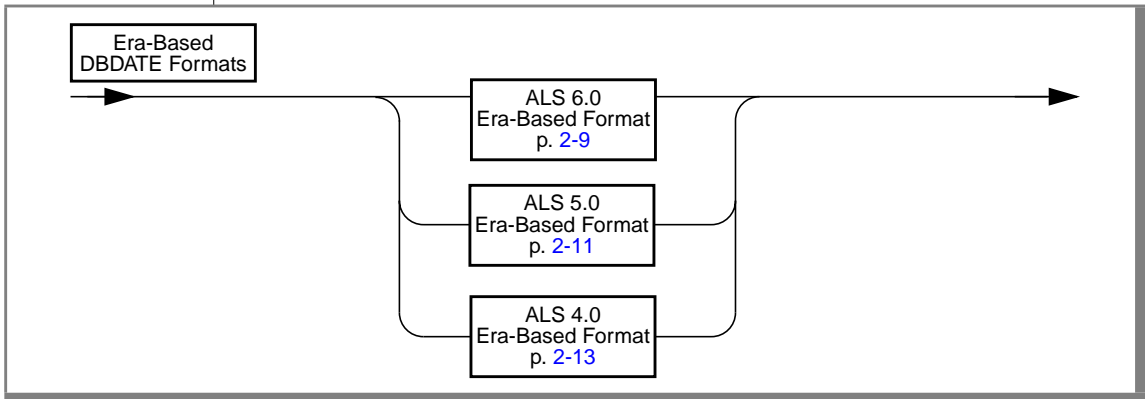 Era-Based
DBDATE Formats
ALS 6.0
Era-Based Format
p. 2-9
ALS 5.0
Era-Based Format
p. 2-11
ALS 4.0
Era-Based Format
p. 2-13